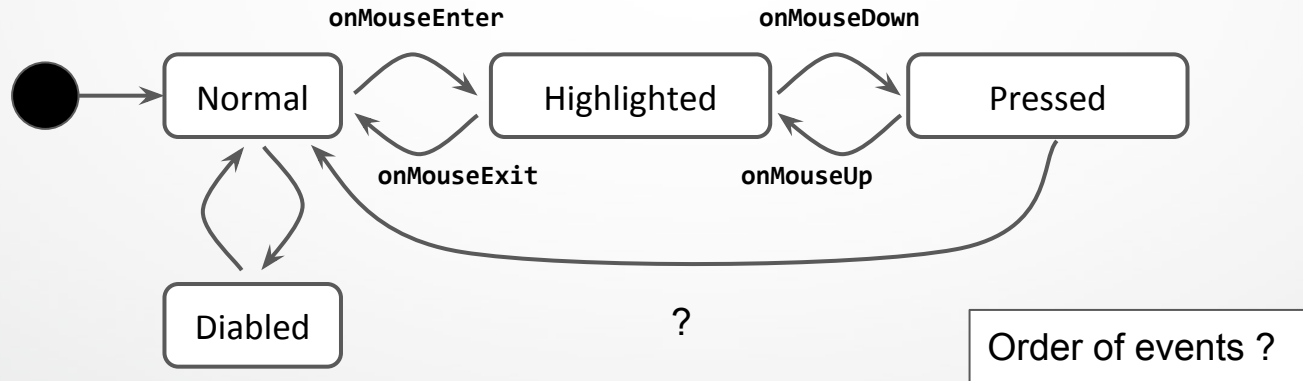 onMouseEnter
onMouseDown
Normal
Highlighted
Pressed
onMouseExit
onMouseUp
Diabled
?
Order of events ?